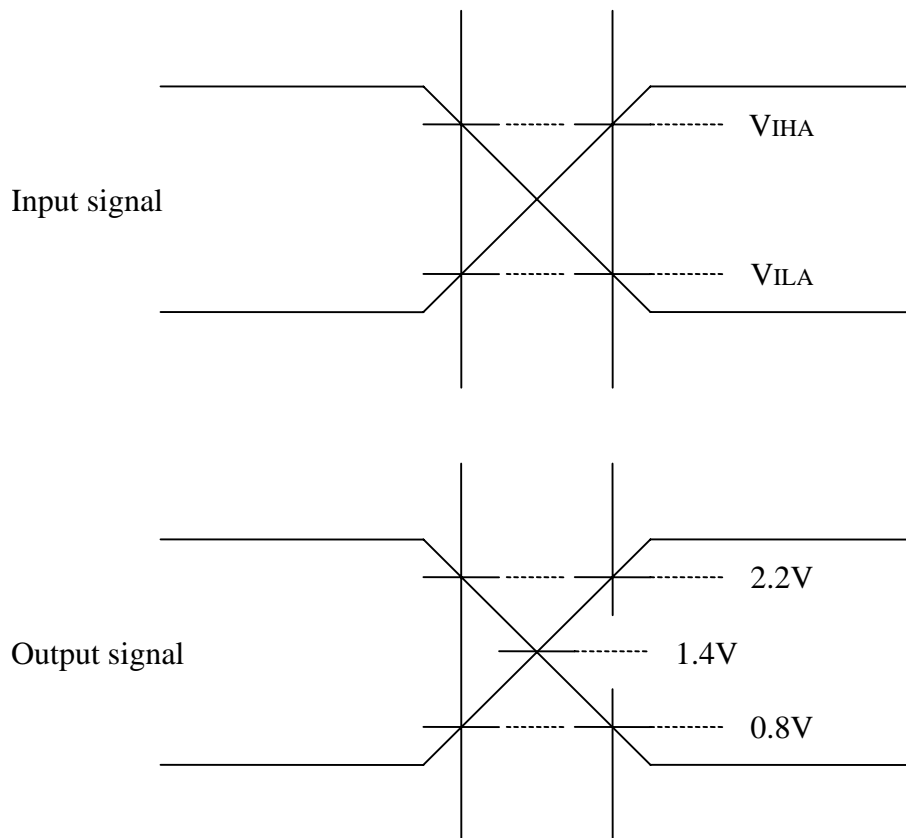 VIHA
Input signal
VILA
2.2V
Output signal
1.4V
0.8V